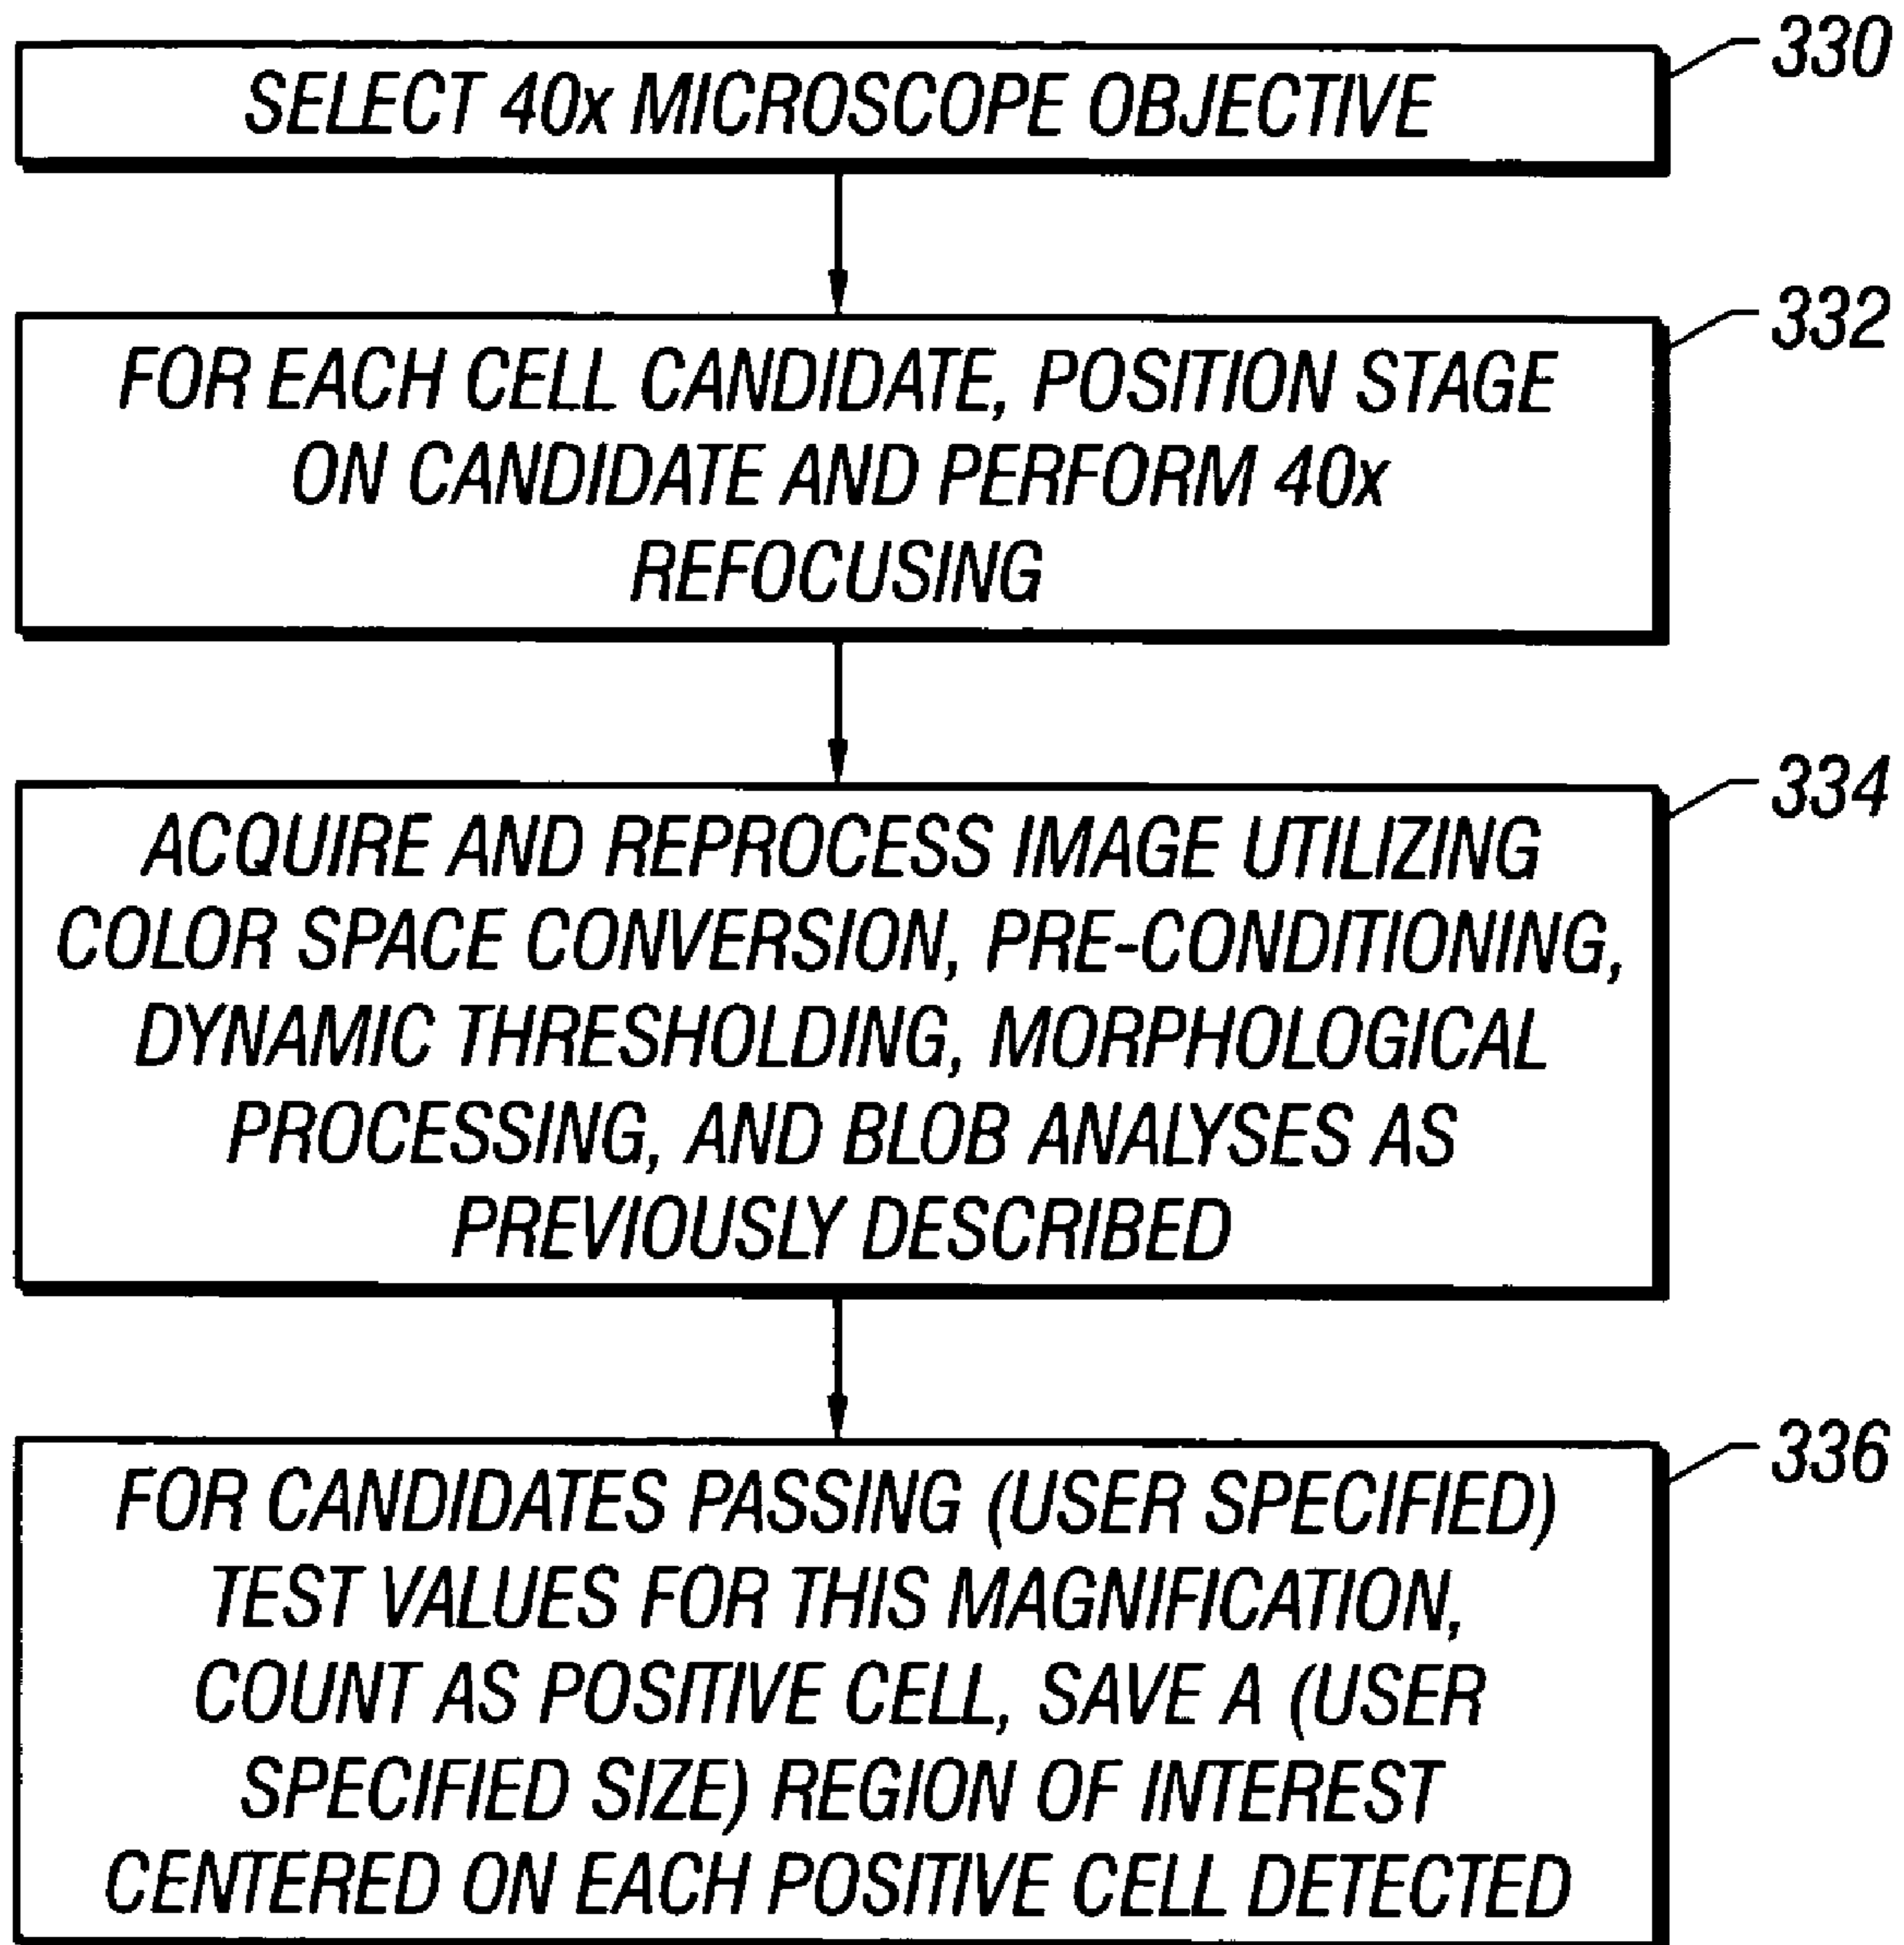 330
SELECT 40x MICROSCOPE OBJECTIVE
332
FOR EACH CELL CANDIDATE, POSITION STAGE
ON CANDIDATE AND PERFORM 40x
REFOCUSING
334
ACQUIRE AND REPROCESS IMAGE UTILIZING
COLOR SPACE CONVERSION, PRE-CONDITIONING,
DYNAMIC THRESHOLDING, MORPHOLOGICAL
PROCESSING, AND BLOB ANALYSES AS
PREVIOUSLY DESCRIBED
336
FOR CANDIDATES PASSING (USER SPECIFIED)
TEST VALUES FOR THIS MAGNIFICATION,
COUNT AS POSITIVE CELL, SAVE A (USER
SPECIFIED SIZE) REGION OF INTEREST
CENTERED ON EACH POSITIVE CELL DETECTED